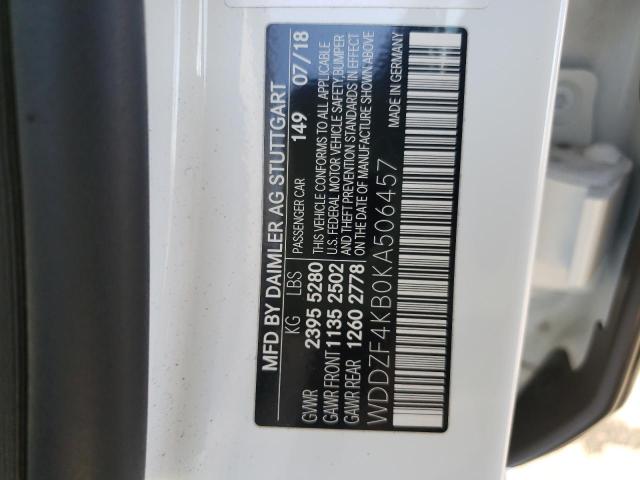 MFD BY DAIMLER AG STUTTGART
KG LBS PASSENGER CAR 149 07/18
GVWR 2395 5280 THIS VEHICLE CONFORMS TO ALL APPLICABLE
GAWR FRONT 1135 2502 U.S. FEDERAL MOTOR VEHICLE SAFETY BUMPER
AND THEFT PREVENTION STANDARDS IN EFFECT
GAWR REAR 1260 2778 ON THE DATE OF MANUFACTURE SHOWN ABOVE
WDDZF4KB0KA506457 MADE IN GERMANY